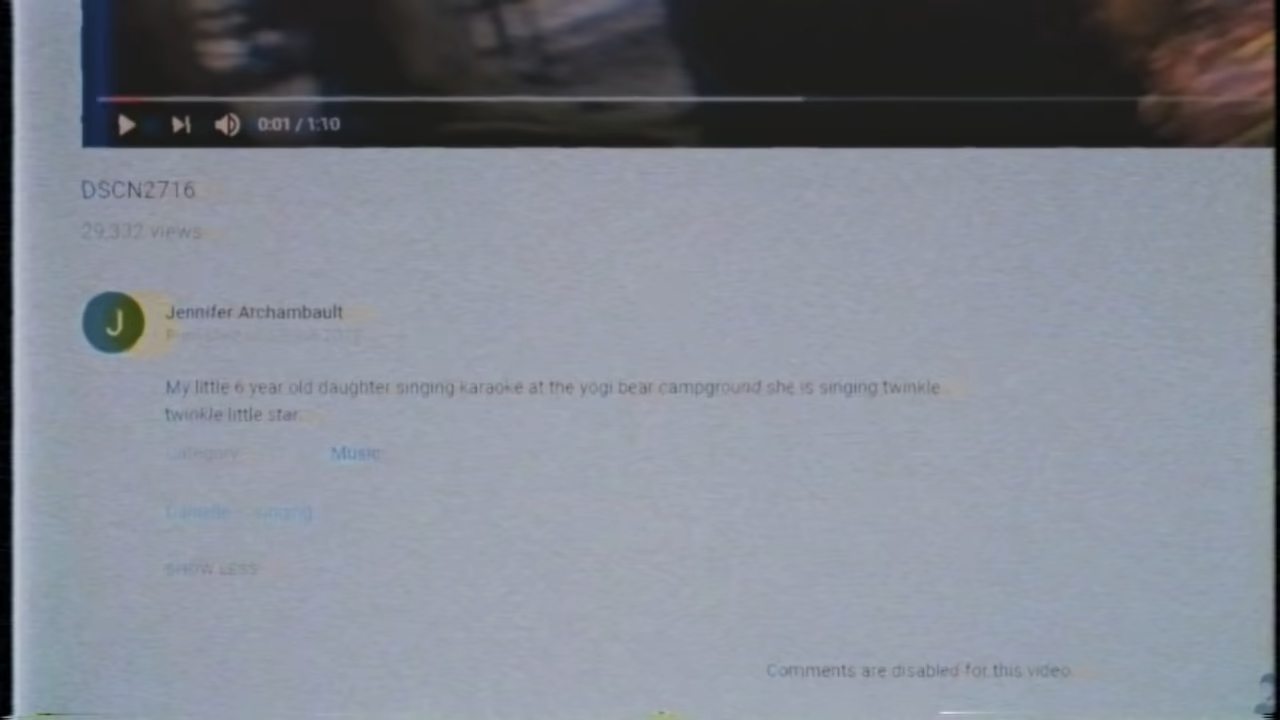 0:01 / 1:10
DSCN2716
29,332 views
J
Jennifer Archambault
My little 6 year old daughter singing karaoke at the yogi bear campground she is singing twinkle
twinkle little star.
Category
Music
Danielle singing
SHOW LESS
Comments are disabled for this video.